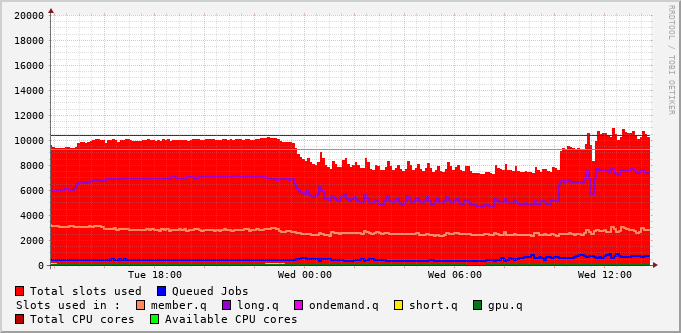 20000
18000
16000
14000
12000
10000
8000
6000
4000
2000
0
Tue 18:00 Wed 00:00 Wed 06:00 Wed 12:00
Total slots used Queued Jobs
Slots used in : member.q long.q ondemand.q short.q gpu.q
Total CPU cores Available CPU cores
RRDTOOL / TOBI OETIKER